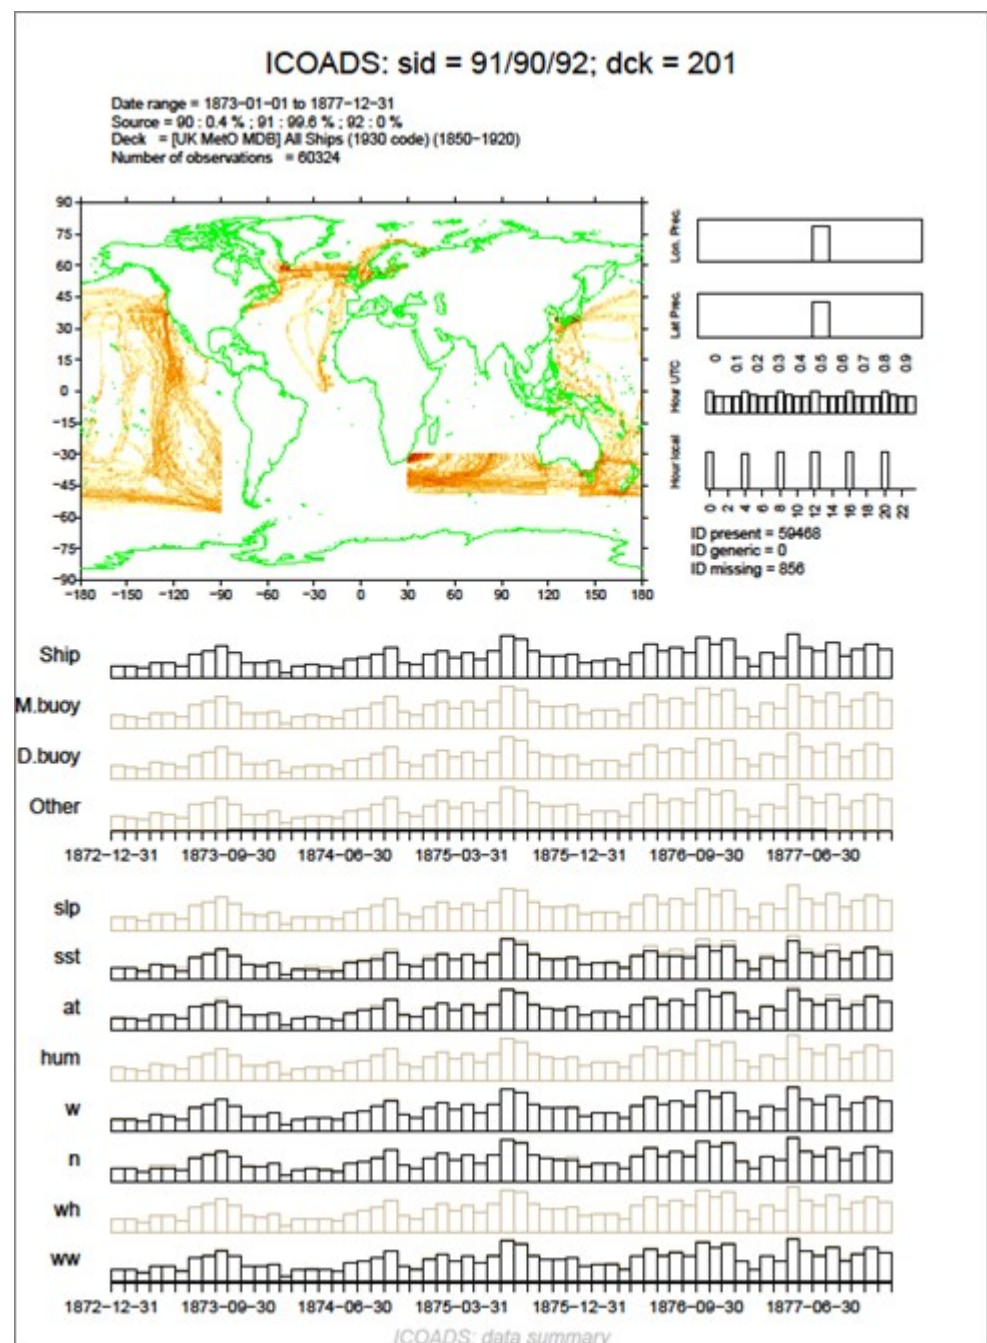 ICOADS: sid = 91/90/92; dck = 201
Date range = 1873-01-01 to 1877-12-31
Source = 90 : 0.4 % ; 91 : 99.6 % ; 92 : 0 %
Deck = [UK MetO MDB] All Ships (1930 code) (1850-1920)
Number of observations = 60324
90
75
60
45
30
15
0
-15
-30
-45
-60
-75
-90
-180 -150 -120 -90 -60 -30 0 30 60 90 120 150 180
Lon. Prec.
Lat Prec.
0 0.1 0.2 0.3 0.4 0.5 0.6 0.7 0.8 0.9
Hour UTC
Hour local
0 2 4 6 8 10 12 14 16 18 20 22
ID present = 59468
ID generic = 0
ID missing = 856
Ship
M.buoy
D.buoy
Other
1872-12-31 1873-09-30 1874-06-30 1875-03-31 1875-12-31 1876-09-30 1877-06-30
slp
sst
at
hum
w
n
wh
ww
1872-12-31 1873-09-30 1874-06-30 1875-03-31 1875-12-31 1876-09-30 1877-06-30
ICOADS: data summary